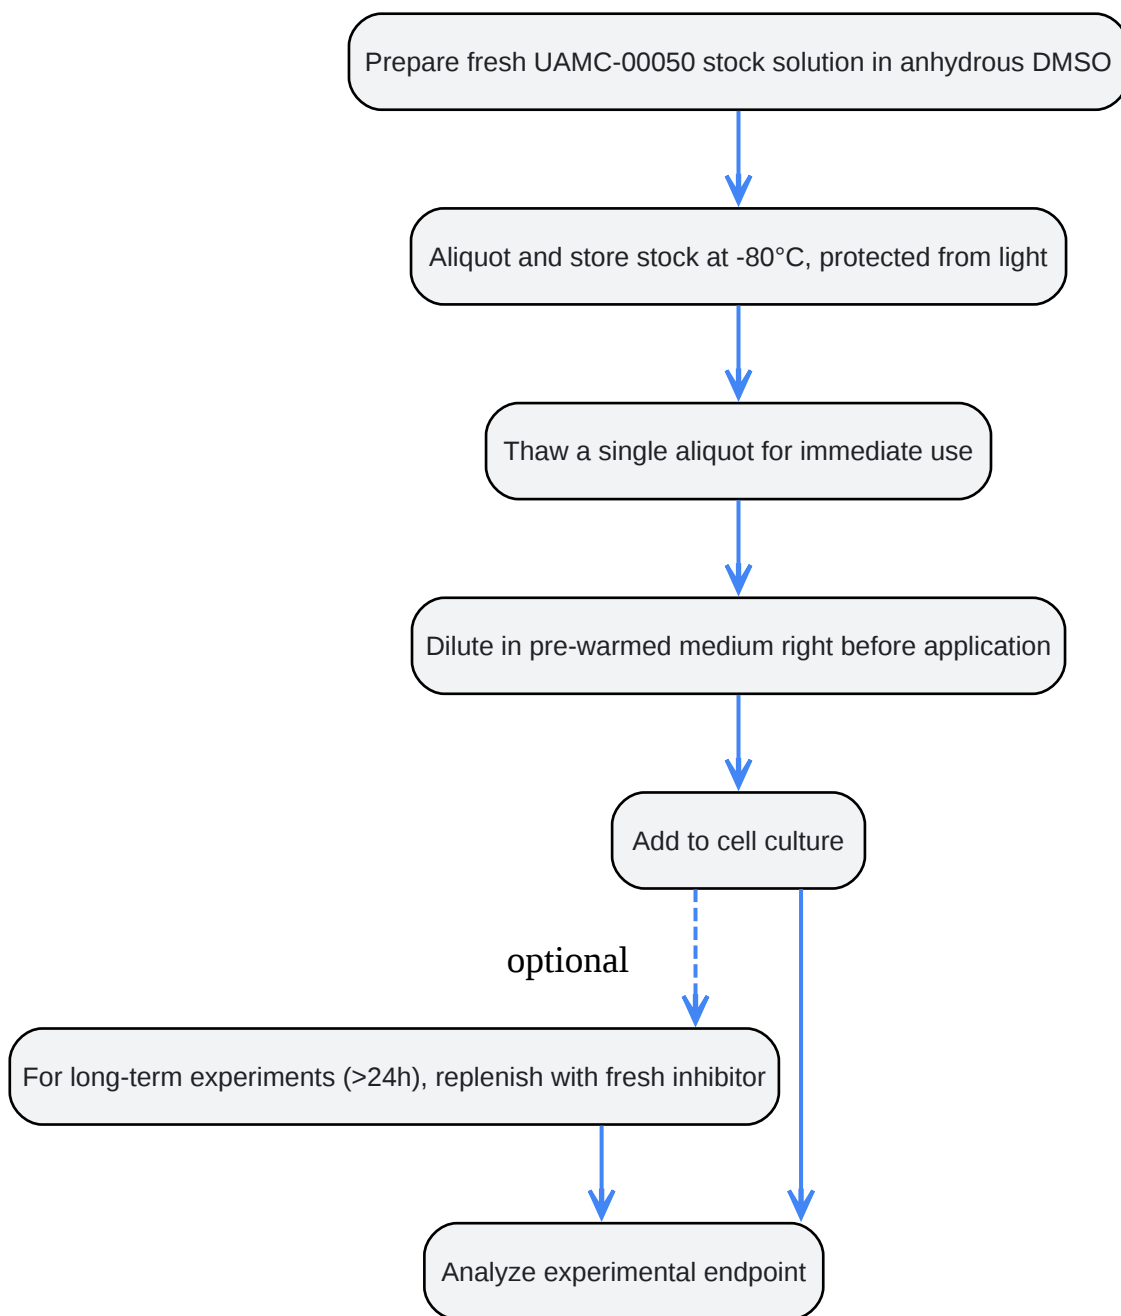 Prepare fresh UAMC-00050 stock solution in anhydrous DMSO
Aliquot and store stock at -80°C, protected from light
Thaw a single aliquot for immediate use
Dilute in pre-warmed medium right before application
Add to cell culture
optional
For long-term experiments (>24h), replenish with fresh inhibitor
Analyze experimental endpoint